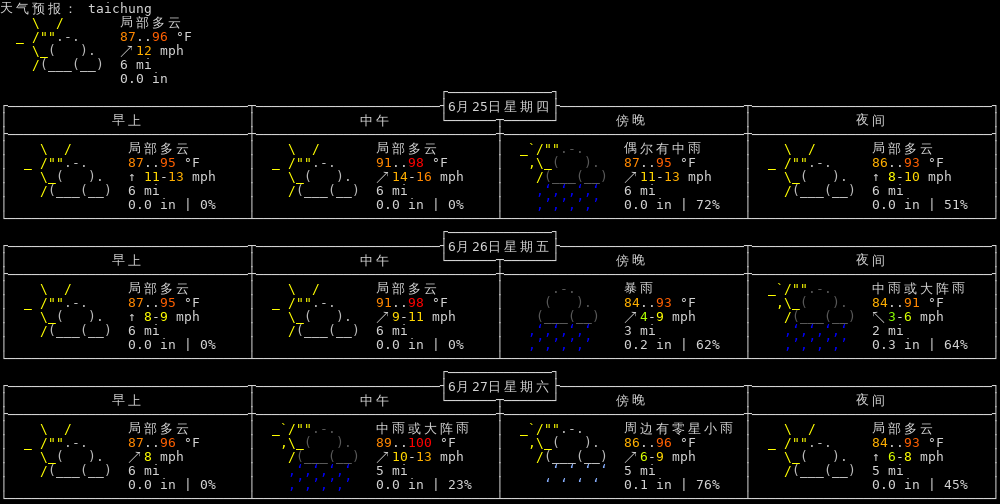 天气预报： taichung
局部多云
87..96 °F
↗12 mph
6 mi
0.0 in
6月25日星期四
早上 中午 傍晚 夜间
局部多云 局部多云 偶尔有中雨 局部多云
87..95 °F 91..98 °F 87..95 °F 86..93 °F
↑ 11-13 mph ↗14-16 mph ↗11-13 mph ↑ 8-10 mph
6 mi 6 mi 6 mi 6 mi
0.0 in | 0% 0.0 in | 0% 0.0 in | 72% 0.0 in | 51%
6月26日星期五
早上 中午 傍晚 夜间
局部多云 局部多云 暴雨 中雨或大阵雨
87..95 °F 91..98 °F 84..93 °F 84..91 °F
↑ 8-9 mph ↗9-11 mph ↗4-9 mph ↖3-6 mph
6 mi 6 mi 3 mi 2 mi
0.0 in | 0% 0.0 in | 0% 0.2 in | 62% 0.3 in | 64%
6月27日星期六
早上 中午 傍晚 夜间
局部多云 中雨或大阵雨 周边有零星小雨 局部多云
87..96 °F 89..100 °F 86..96 °F 84..93 °F
↗8 mph ↗10-13 mph ↗6-9 mph ↑ 6-8 mph
6 mi 5 mi 5 mi 5 mi
0.0 in | 0% 0.0 in | 23% 0.1 in | 76% 0.0 in | 45%